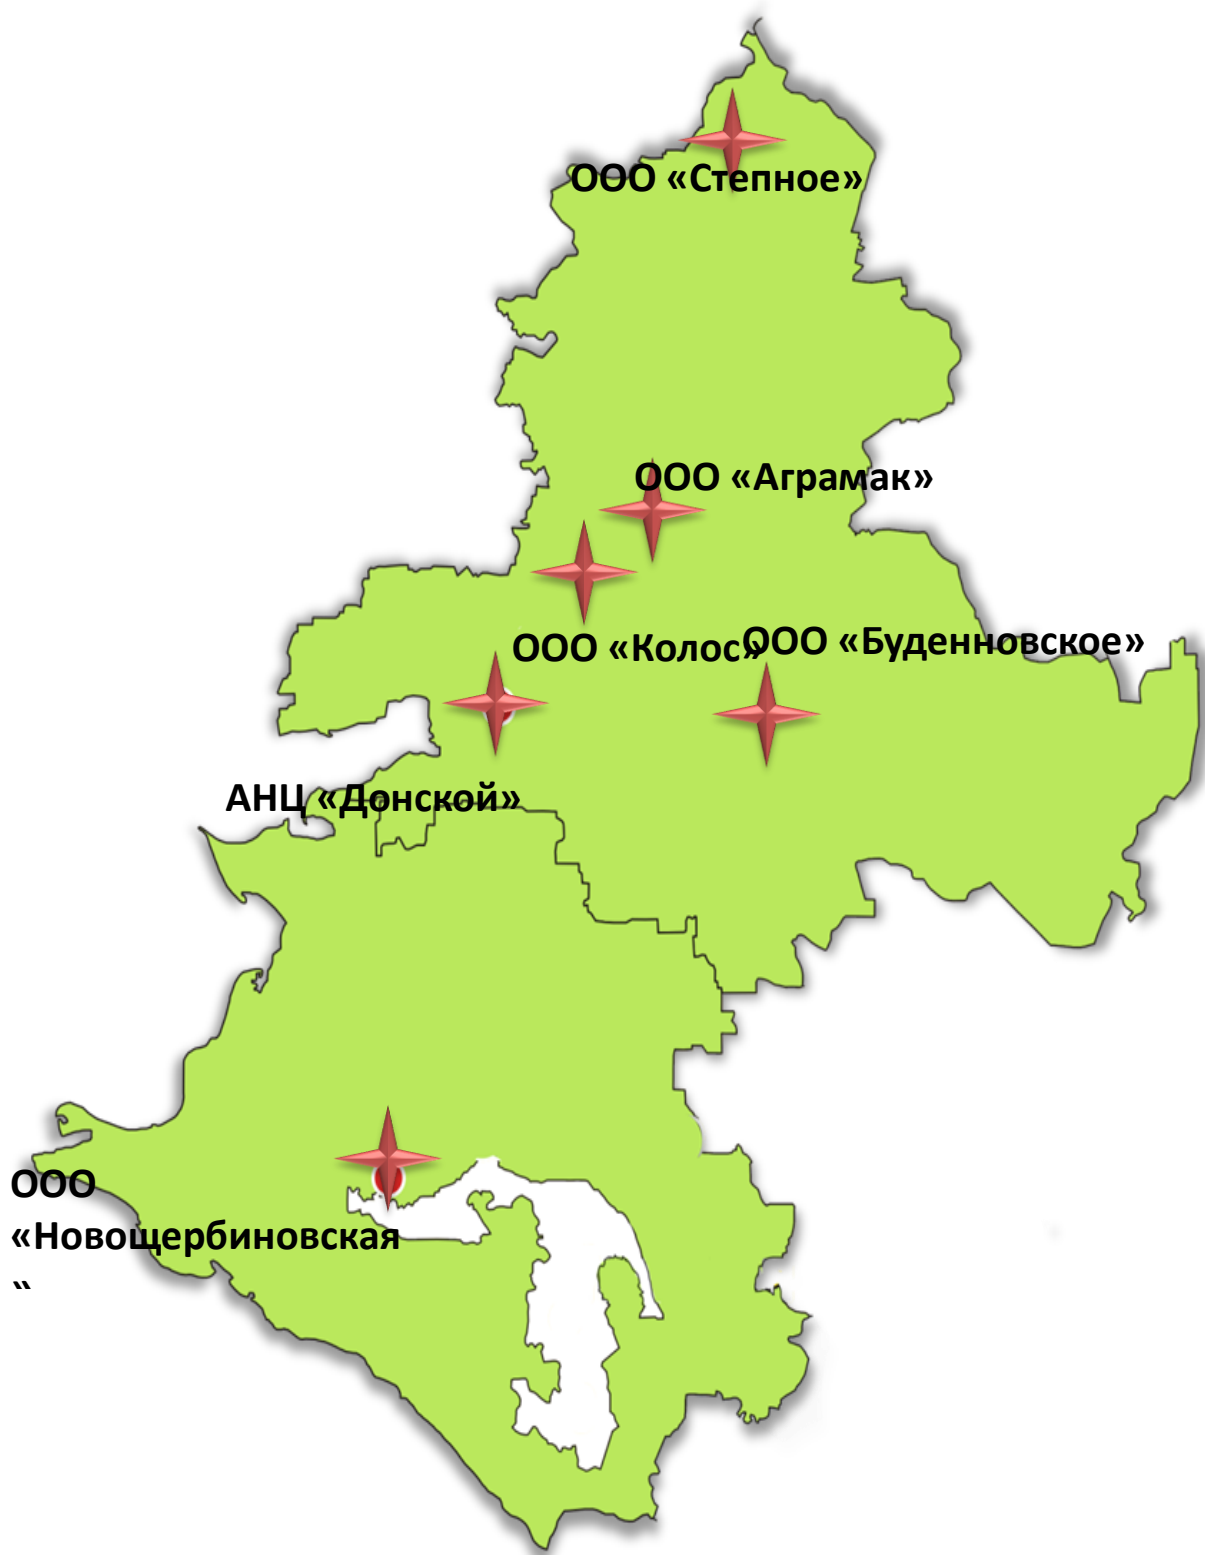 ООО «Степное»
ООО «Аграмак»
ООО «Колос»
ООО «Буденновское»
АНЦ «Донской»
ООО
«Новощербиновская
»